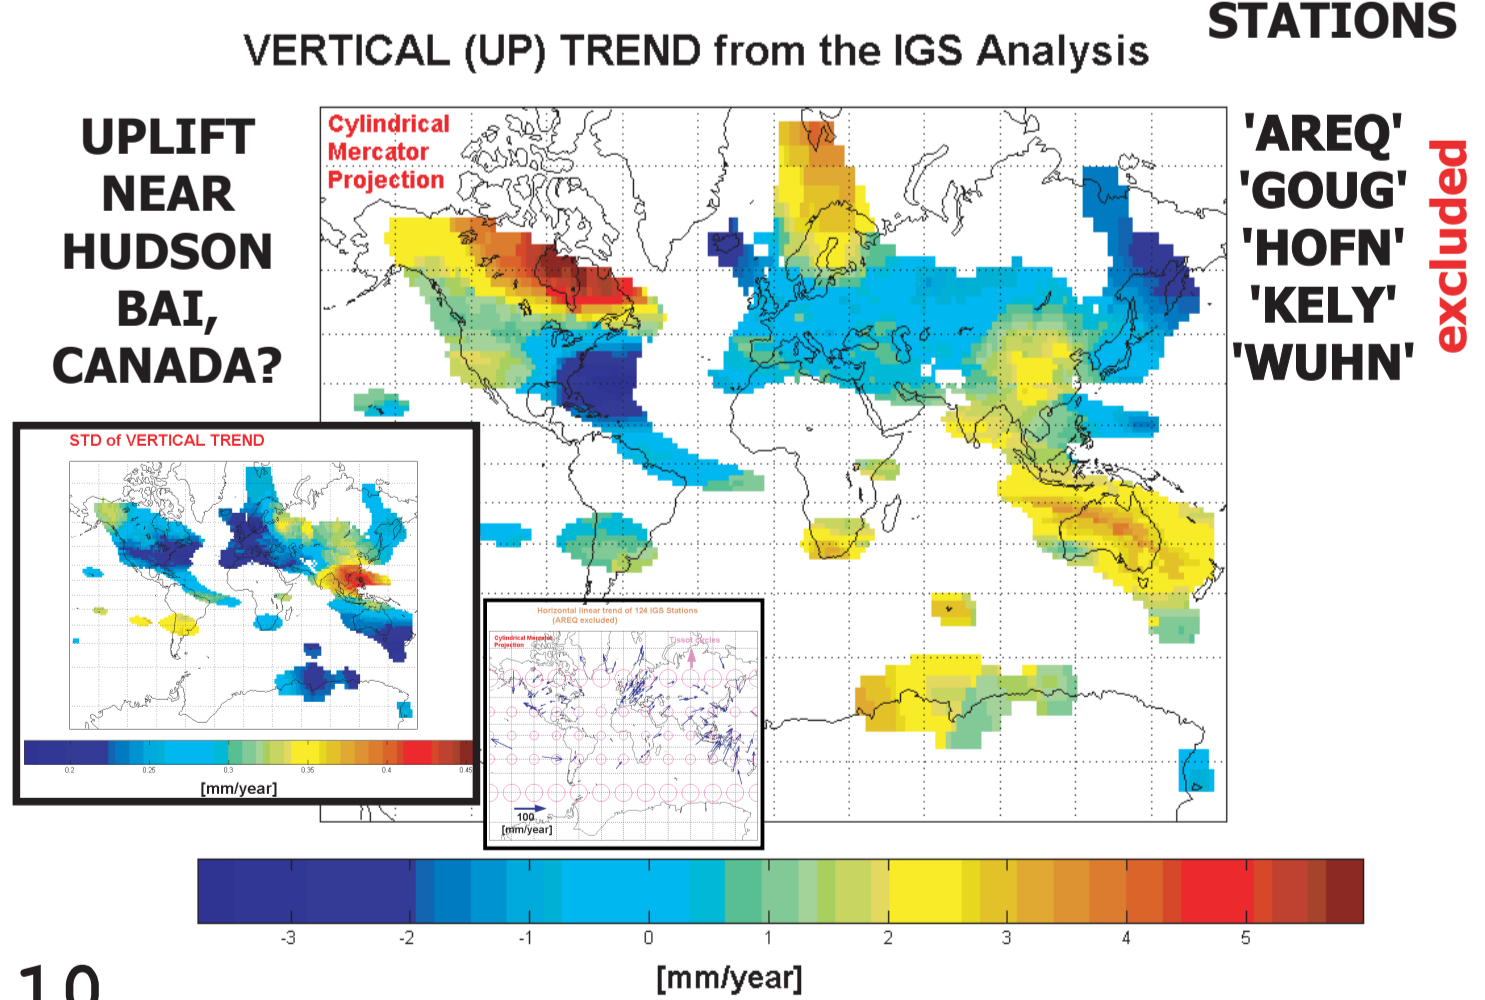 STATIONS
VERTICAL (UP) TREND from the IGS Analysis
UPLIFT
NEAR
HUDSON
BAI,
CANADA?
Cylindrical
Mercator
Projection
'AREQ'
'GOUG'
'HOFN'
'KELY'
'WUHN'
excluded
STD of VERTICAL TREND
0.2 0.25 0.3 0.35 0.4 0.45
[mm/year]
Horizontal linear trend of 124 IGS Stations
(AREQ excluded)
Cylindrical Mercator
Projection
Tissot circles
100
[mm/year]
-3 -2 -1 0 1 2 3 4 5
[mm/year]
10